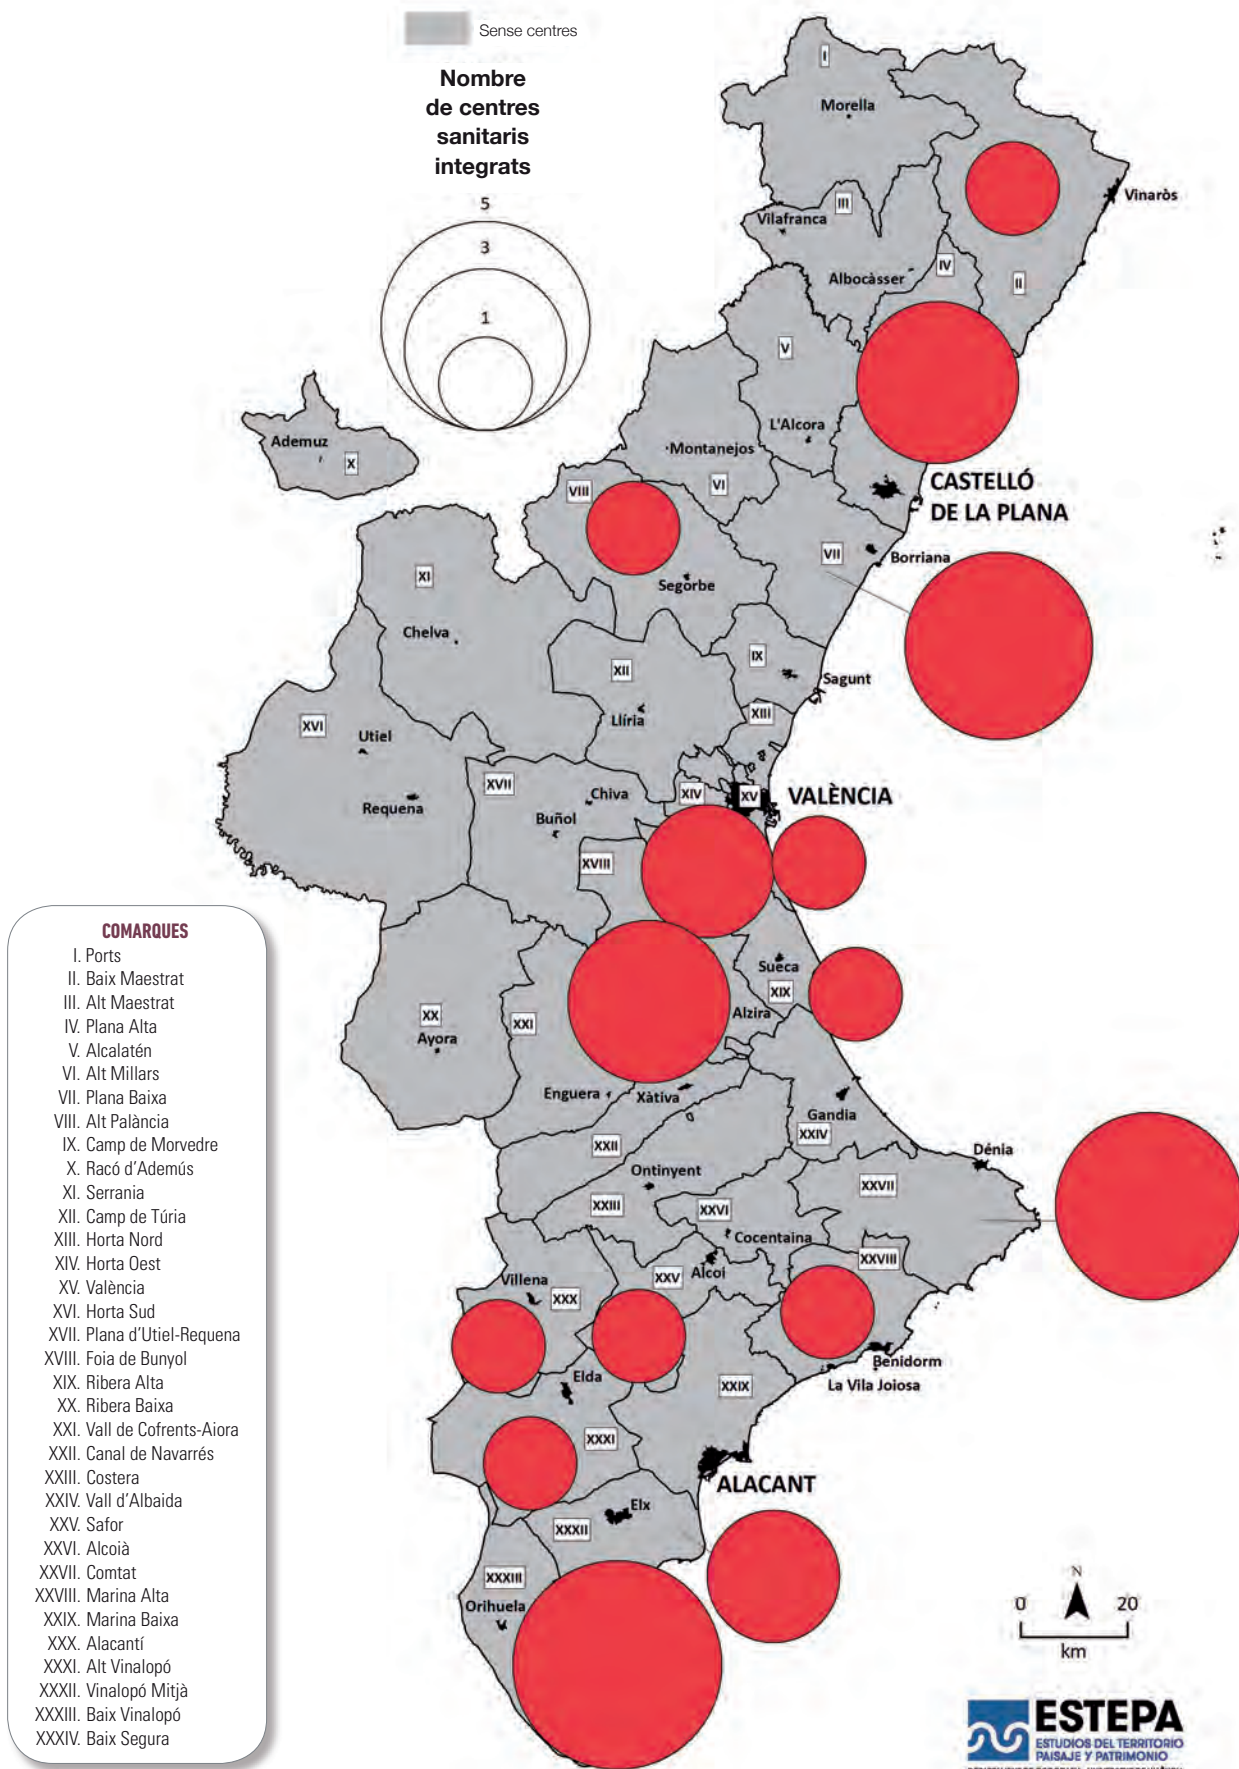 Sense centres
Nombre
de centres
sanitaris
integrats
5
3
1
I
Morella
Vinaròs
III
Vilafranca
IV
Albocàsser
II
V
L'Alcora
Ademuz
X
Montanejos
VI
VIII
CASTELLÓ
DE LA PLANA
VII
Borriana
Segorbe
XI
Chelva
IX
Sagunt
XII
Llíria
XIII
XVI
Utiel
Requena
XVII
Chiva
Buñol
XIV
XV
VALÈNCIA
XVIII
Sueca
XIX
Alzira
XX
Ayora
XXI
Enguera
Xàtiva
Gandia
XXIV
XXII
Dénia
Ontinyent
XXVII
XXIII
XXVI
Cocentaina
XXVIII
Villena
XXX
XXV
Alcoi
Benidorm
La Vila Joiosa
Elda
XXIX
XXXI
ALACANT
Elx
XXXII
XXXIII
Orihuela
COMARQUES
I. Ports
II. Baix Maestrat
III. Alt Maestrat
IV. Plana Alta
V. Alcalatén
VI. Alt Millars
VII. Plana Baixa
VIII. Alt Palància
IX. Camp de Morvedre
X. Racó d'Ademús
XI. Serrania
XII. Camp de Túria
XIII. Horta Nord
XIV. Horta Oest
XV. València
XVI. Horta Sud
XVII. Plana d'Utiel-Requena
XVIII. Foia de Bunyol
XIX. Ribera Alta
XX. Ribera Baixa
XXI. Vall de Cofrents-Aiora
XXII. Canal de Navarrés
XXIII. Costera
XXIV. Vall d'Albaida
XXV. Safor
XXVI. Alcoià
XXVII. Comtat
XXVIII. Marina Alta
XXIX. Marina Baixa
XXX. Alacantí
XXXI. Alt Vinalopó
XXXII. Vinalopó Mitjà
XXXIII. Baix Vinalopó
XXXIV. Baix Segura
N
0 20
km
ESTEPA
ESTUDIOS DEL TERRITORIO
PAISAJE Y PATRIMONIO